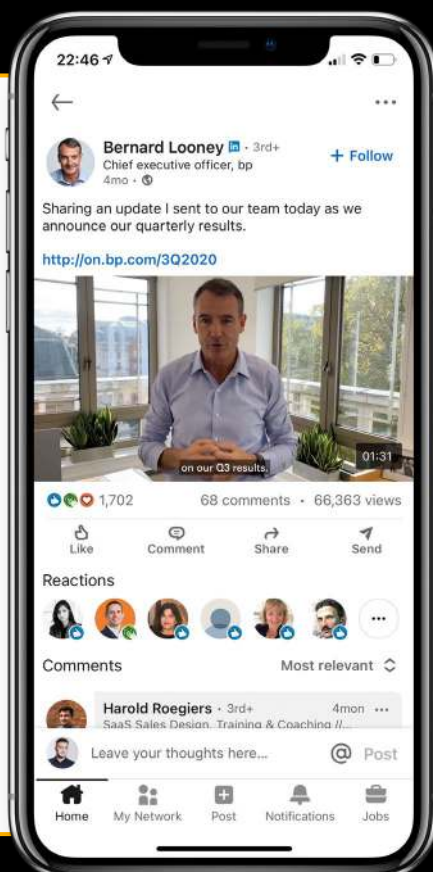 22:46
Bernard Looney in • 3rd+
Chief executive officer, bp
4mo •
+ Follow
Sharing an update I sent to our team today as we
announce our quarterly results.
http://on.bp.com/3Q2020
on our Q3 results.
01:31
1,702
68 comments • 66,363 views
Like
Comment
Share
Send
Reactions
Comments
Most relevant
Harold Roegiers • 3rd+
4mon
SaaS Sales Design, Training & Coaching //...
Leave your thoughts here...
@ Post
Home
My Network
Post
Notifications
Jobs